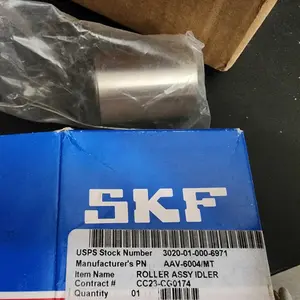 SKF
USPS Stock Number 3020-01-000-6971
Manufacturer's PN AAV-6004/MT
Item Name ROLLER ASSY IDLER
Contract # CC23-CG0174
Quantity 01